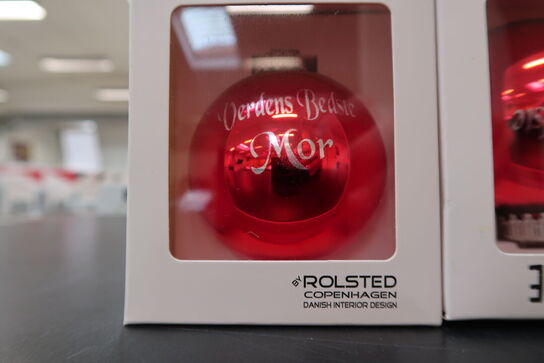 Verdens Bedste
Mor
BY ROLSTED
COPENHAGEN
DANISH INTERIOR DESIGN